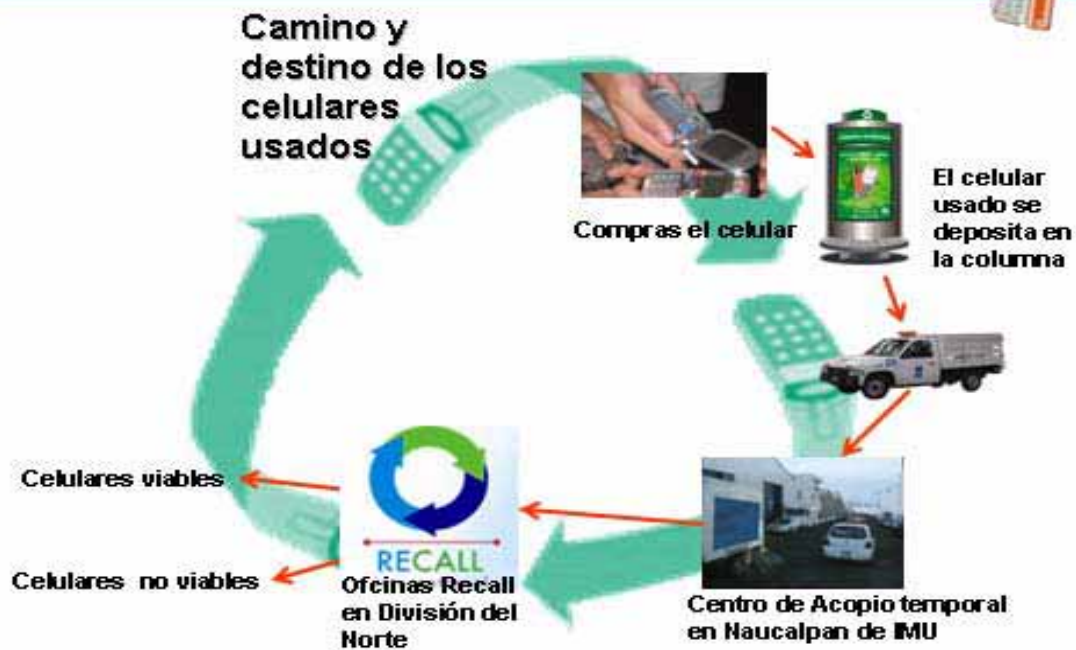 Camino y
destino de los
celulares
usados
Compras el celular
El celular
usado se
deposita en
la columna
Centro de Acopio temporal
en Naucalpan de IMU
RECALL
Ofcinas Recall
en División del
Norte
Celulares viables
Celulares no viables